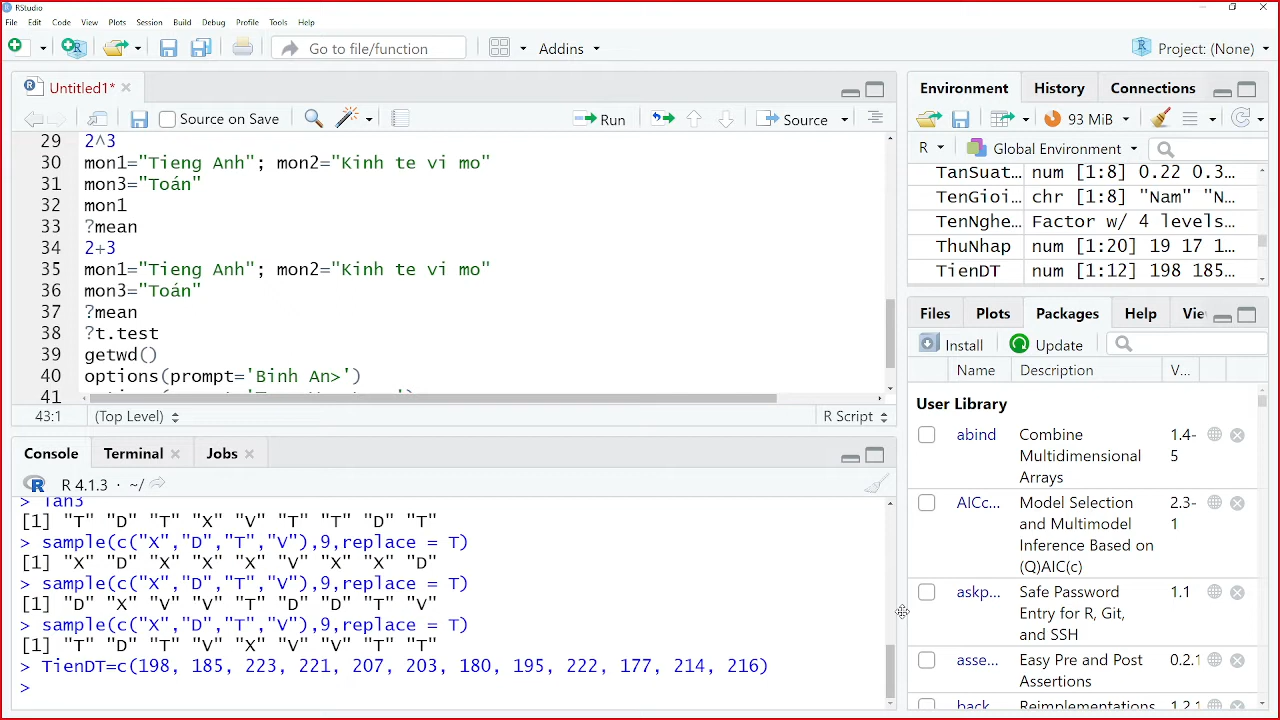 RStudio
File Edit Code View Plots Session Build Debug Profile Tools Help
Go to file/function Addins Project: (None)
Untitled1*
Source on Save Run Source
29 2^3
30 mon1="Tieng Anh"; mon2="Kinh te vi mo"
31 mon3="Toán"
32 mon1
33 ?mean
34 2+3
35 mon1="Tieng Anh"; mon2="Kinh te vi mo"
36 mon3="Toán"
37 ?mean
38 ?t.test
39 getwd()
40 options(prompt='Binh An>')
41
43:1 (Top Level) R Script
Console Terminal Jobs
R 4.1.3 · ~/
> Tan3
[1] "T" "D" "T" "X" "V" "T" "T" "D" "T"
> sample(c("X","D","T","V"),9,replace = T)
[1] "X" "D" "X" "X" "X" "V" "X" "X" "D"
> sample(c("X","D","T","V"),9,replace = T)
[1] "D" "X" "V" "V" "T" "D" "D" "T" "V"
> sample(c("X","D","T","V"),9,replace = T)
[1] "T" "D" "T" "V" "X" "V" "V" "T" "T"
> TienDT=c(198, 185, 223, 221, 207, 203, 180, 195, 222, 177, 214, 216)
>
Environment History Connections
93 MiB
R Global Environment
TanSuat… num [1:8] 0.22 0.3…
TenGioi… chr [1:8] "Nam" "N…
TenNghe… Factor w/ 4 levels…
ThuNhap num [1:20] 19 17 1…
TienDT num [1:12] 198 185…
Files Plots Packages Help Vie
Install Update
Name Description V…
User Library
abind Combine 1.4-
Multidimensional 5
Arrays
AICc… Model Selection 2.3-
and Multimodel 1
Inference Based on
(Q)AIC(c)
askp… Safe Password 1.1
Entry for R, Git,
and SSH
asse… Easy Pre and Post 0.2.1
Assertions
back Reimplementations 1.2.1